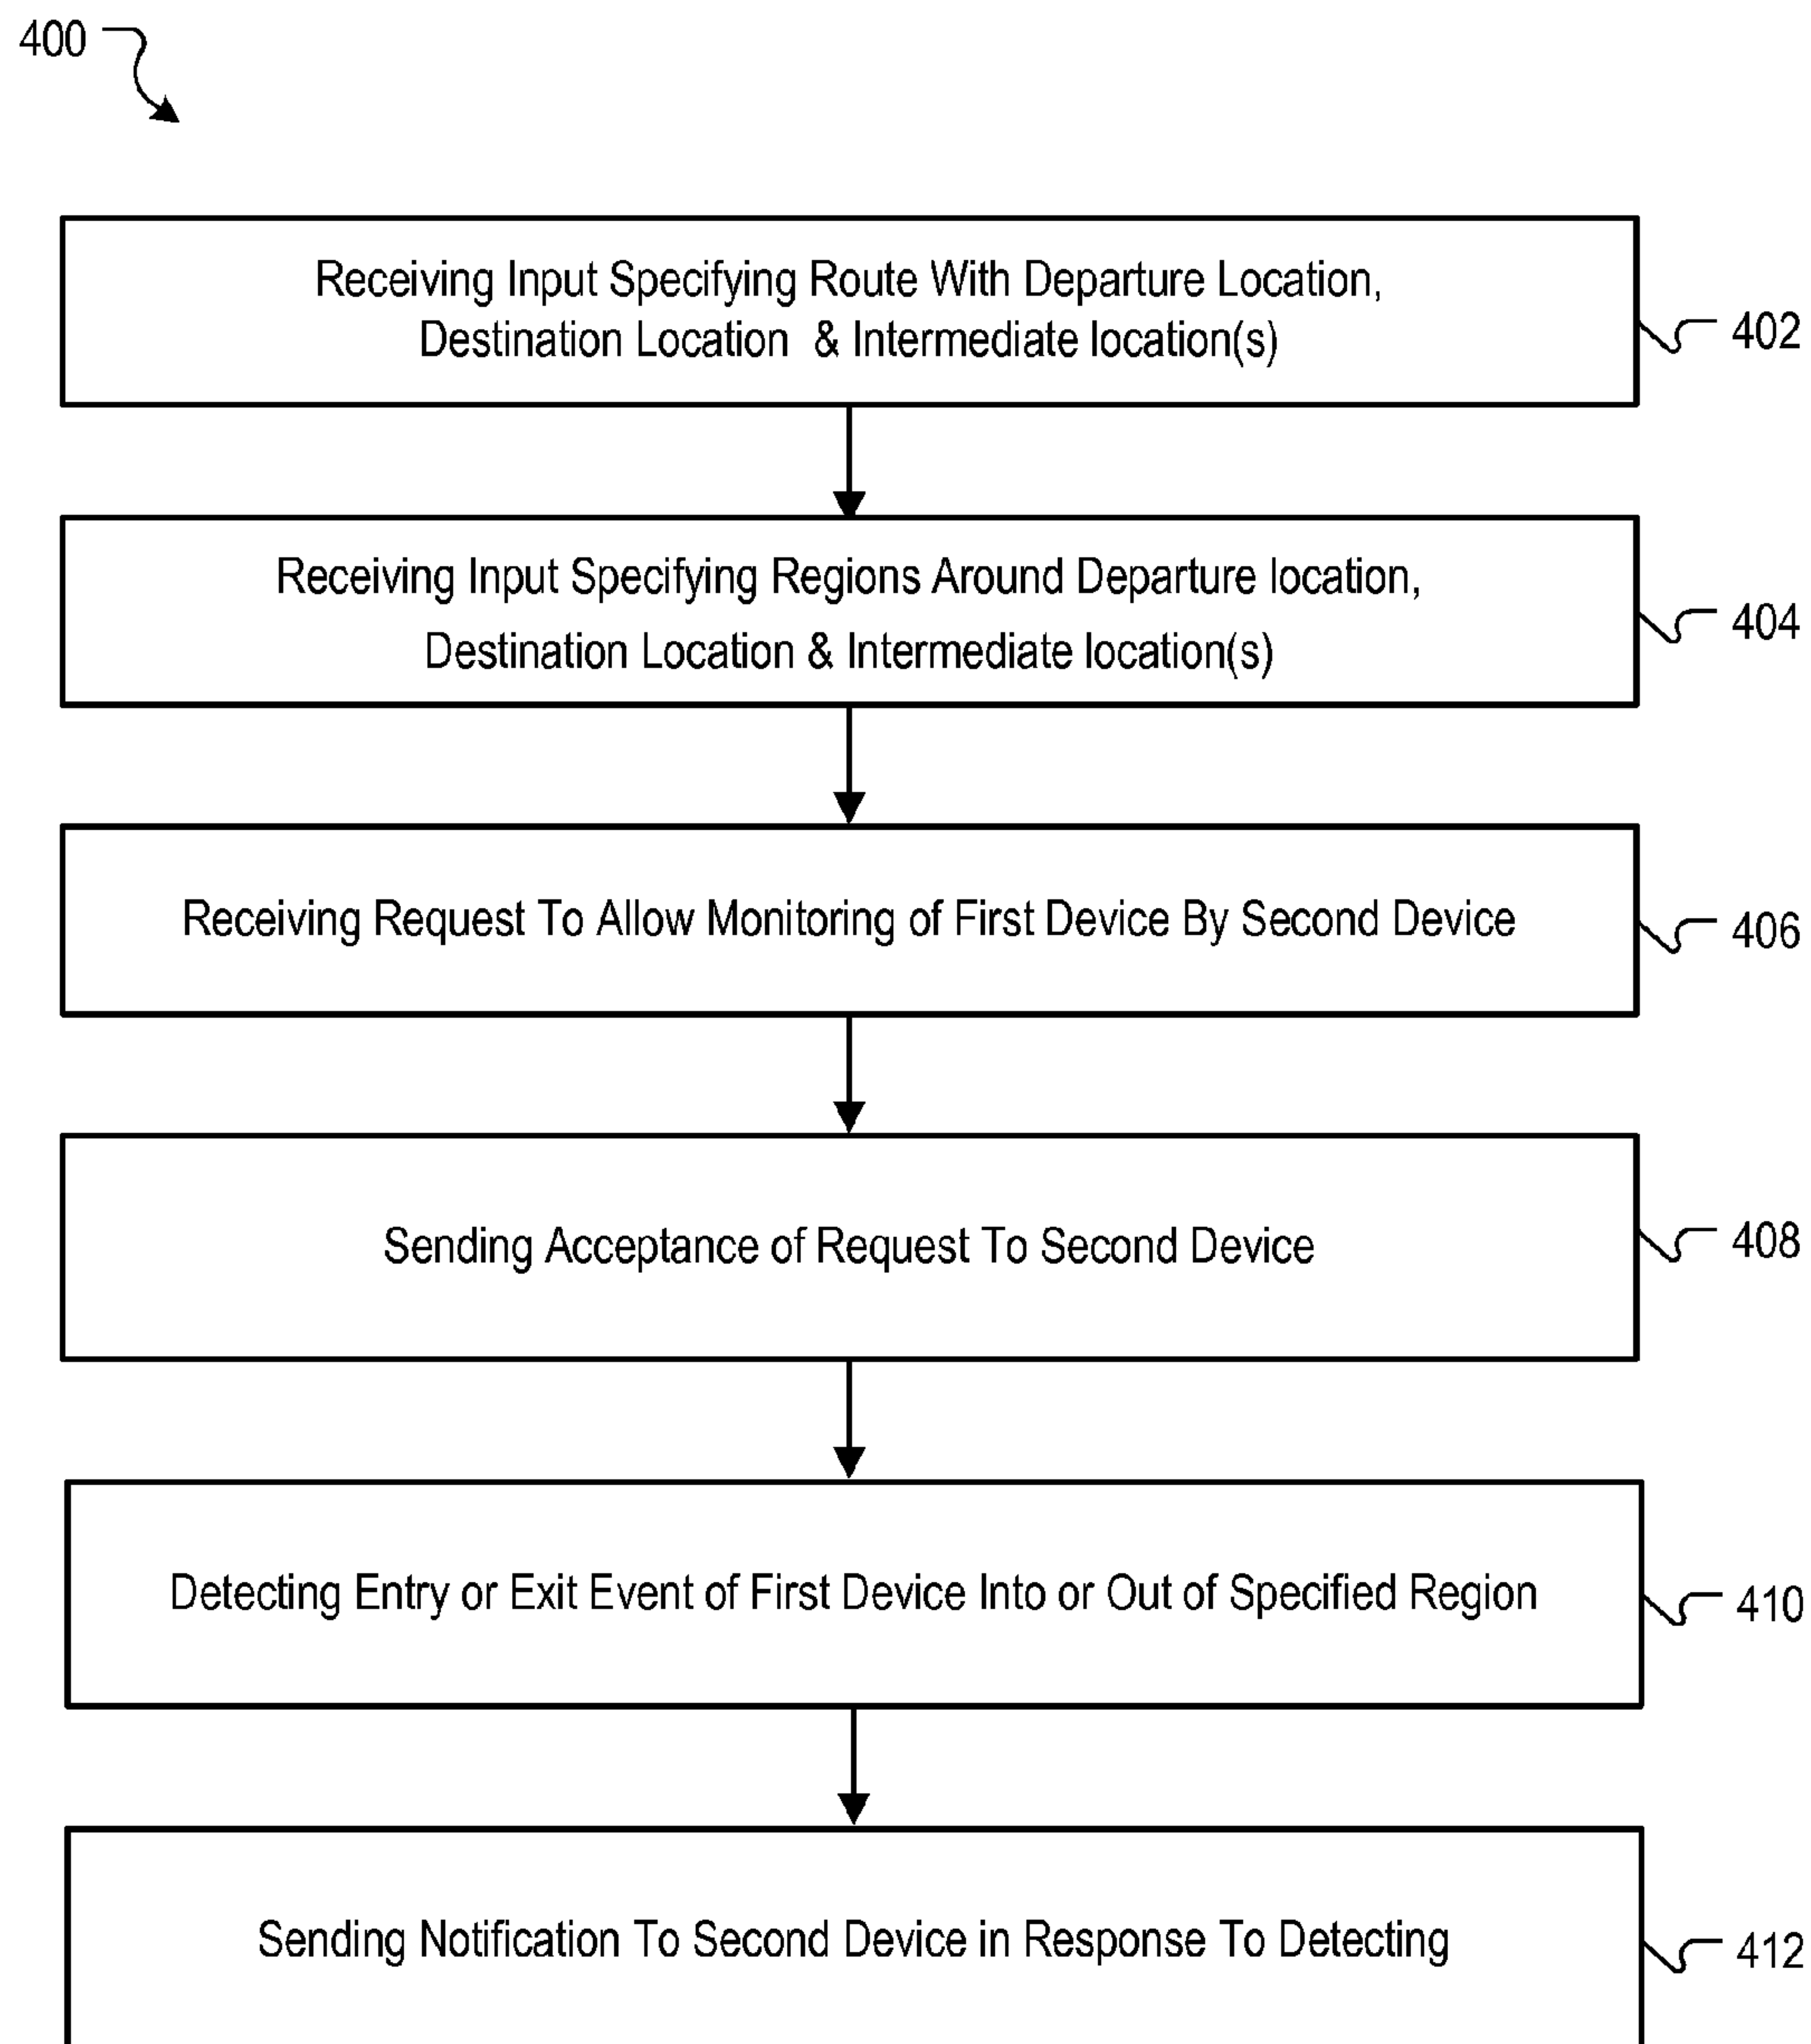 400
Receiving Input Specifying Route With Departure Location,
Destination Location & Intermediate location(s)
402
Receiving Input Specifying Regions Around Departure location,
Destination Location & Intermediate location(s)
404
Receiving Request To Allow Monitoring of First Device By Second Device
406
Sending Acceptance of Request To Second Device
408
Detecting Entry or Exit Event of First Device Into or Out of Specified Region
410
Sending Notification To Second Device in Response To Detecting
412